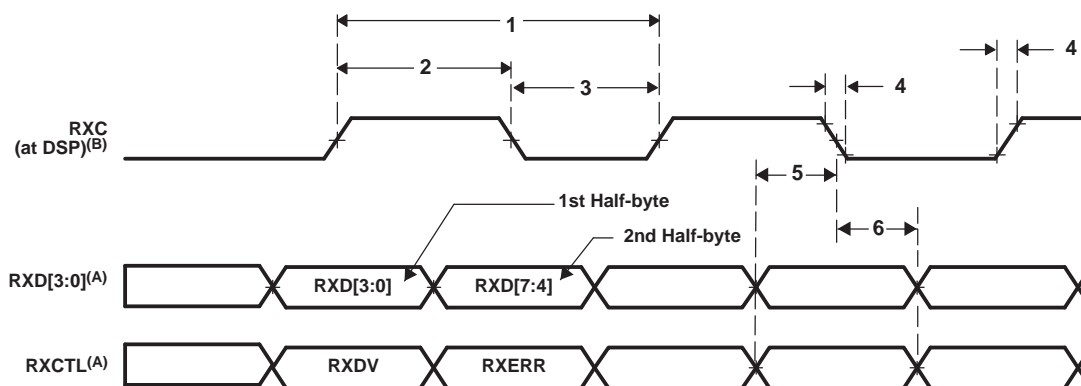 1
4
2
3
4
RXC
(at DSP)(B)
5
1st Half-byte
6
2nd Half-byte
RXD[3:0](A)
RXD[3:0]
RXD[7:4]
RXCTL(A)
RXDV
RXERR